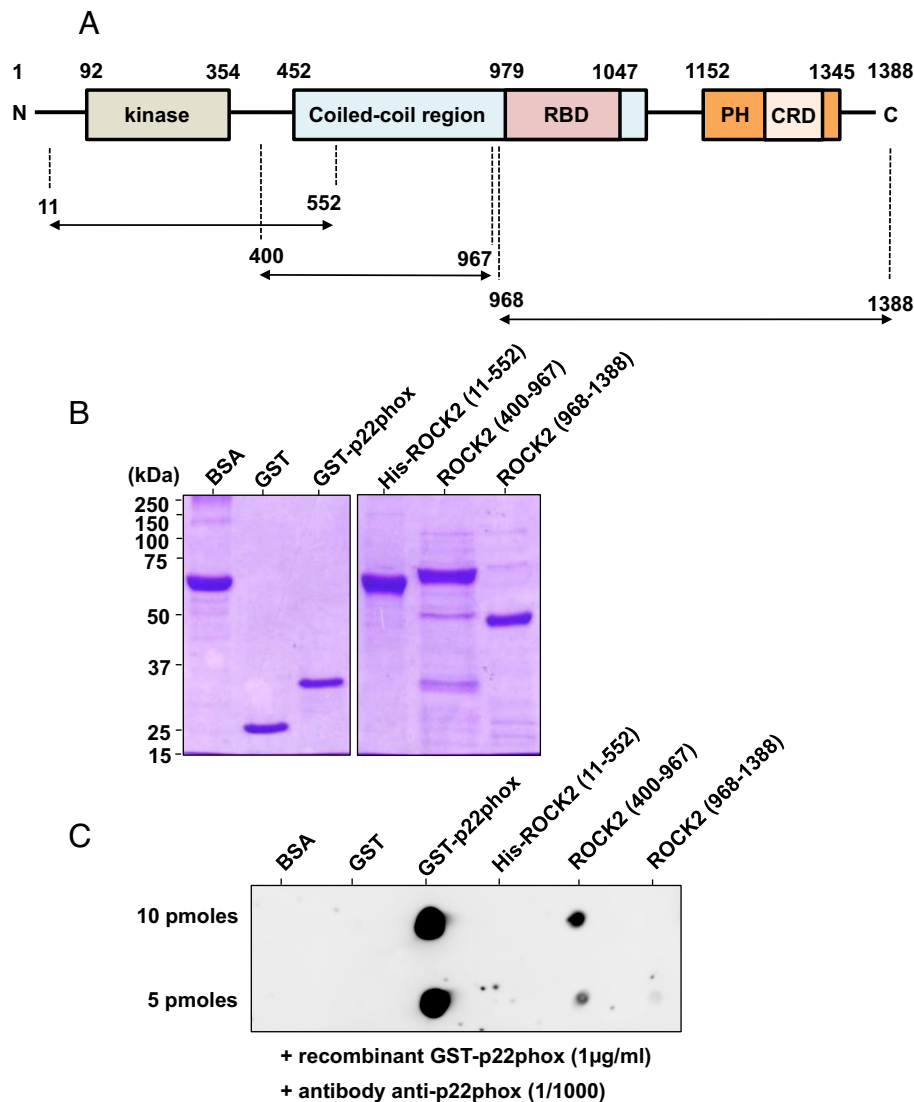 A
1 92 354 452 979 1047 1152 1345 1388
N kinase Coiled-coil region RBD PH CRD C
11 552
400 967
968 1388
B
(kDa) BSA GST GST-p22phox His-ROCK2 (11-552) ROCK2 (400-967) ROCK2 (968-1388)
250
150
100
75
50
37
25
15
C
BSA GST GST-p22phox His-ROCK2 (11-552) ROCK2 (400-967) ROCK2 (968-1388)
10 pmoles
5 pmoles
+ recombinant GST-p22phox (1µg/ml)
+ antibody anti-p22phox (1/1000)